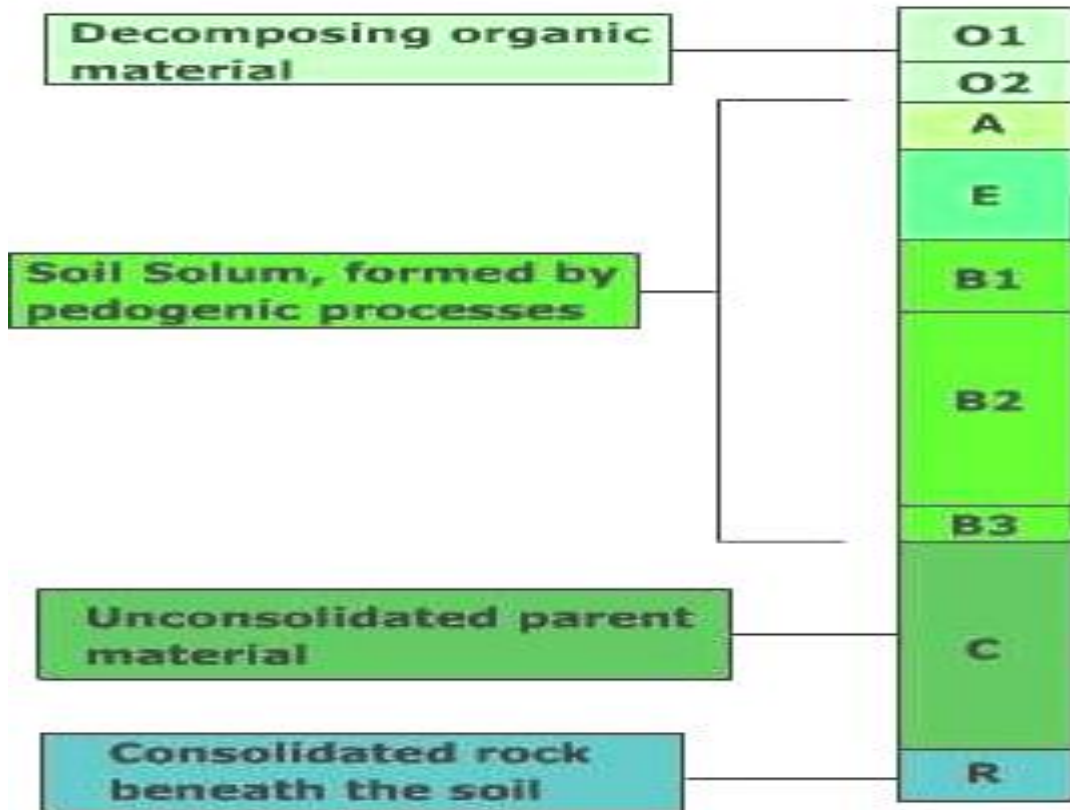 Decomposing organic
material
O1
O2
A
E
Soil Solum, formed by
pedogenic processes
B1
B2
B3
Unconsolidated parent
material
C
Consolidated rock
beneath the soil
R